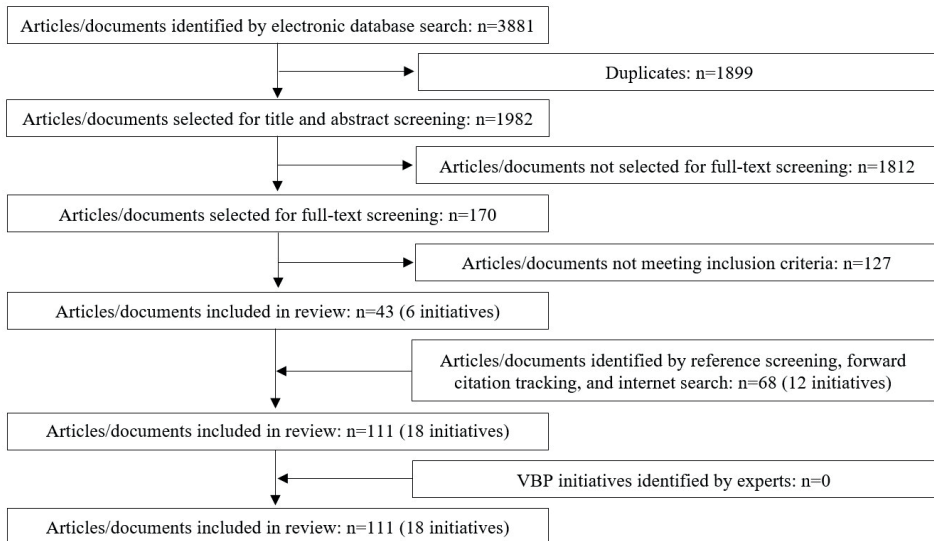 Articles/documents identified by electronic database search: n=3881
Duplicates: n=1899
Articles/documents selected for title and abstract screening: n=1982
Articles/documents not selected for full-text screening: n=1812
Articles/documents selected for full-text screening: n=170
Articles/documents not meeting inclusion criteria: n=127
Articles/documents included in review: n=43 (6 initiatives)
Articles/documents identified by reference screening, forward
citation tracking, and internet search: n=68 (12 initiatives)
Articles/documents included in review: n=111 (18 initiatives)
VBP initiatives identified by experts: n=0
Articles/documents included in review: n=111 (18 initiatives)